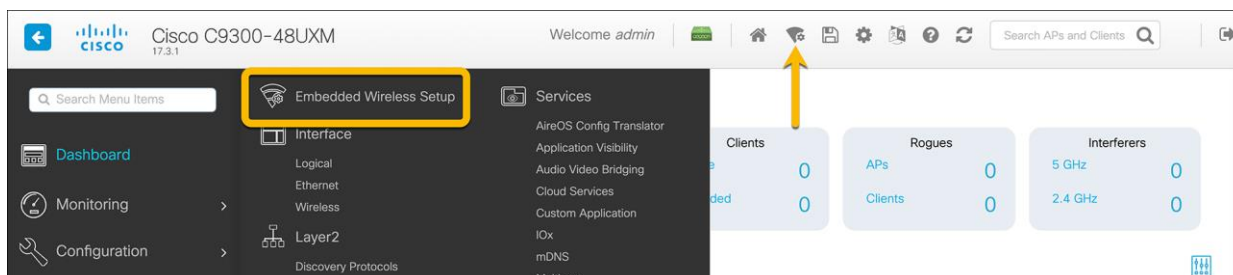 CISCO
Cisco C9300-48UXM
17.3.1
Welcome admin
Search APs and Clients
Search Menu Items
Dashboard
Monitoring
Configuration
Embedded Wireless Setup
Interface
Logical
Ethernet
Wireless
Layer2
Discovery Protocols
Services
AireOS Config Translator
Application Visibility
Audio Video Bridging
Cloud Services
Custom Application
IOx
mDNS
Clients
0
ded 0
Rogues
APs 0
Clients 0
Interferers
5 GHz 0
2.4 GHz 0